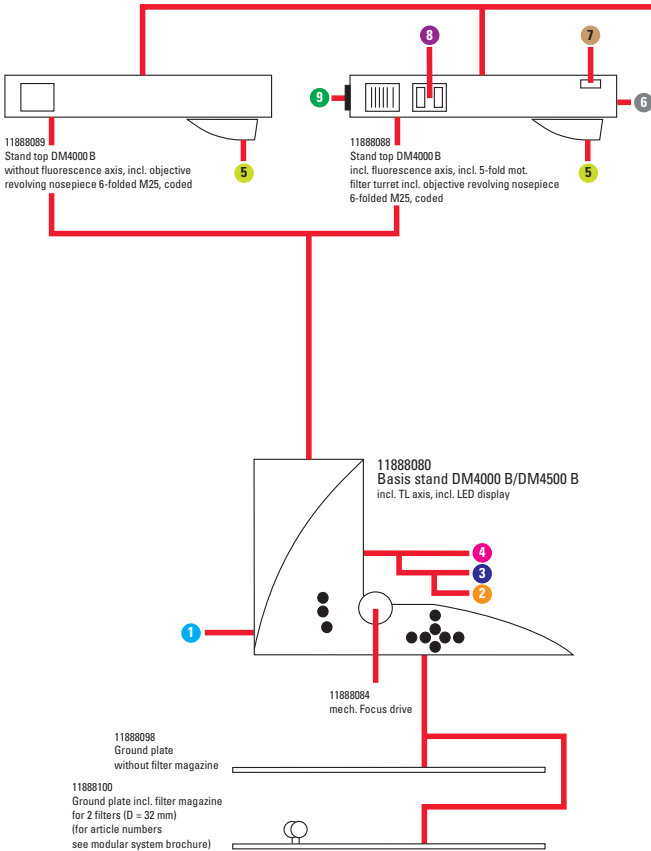 8
7
9
6
11888089
Stand top DM4000 B
without fluorescence axis, incl. objective
revolving nosepiece 6-folded M25, coded
5
11888088
Stand top DM4000 B
incl. fluorescence axis, incl. 5-fold mot.
filter turret incl. objective revolving nosepiece
6-folded M25, coded
5
11888080
Basis stand DM4000 B/DM4500 B
incl. TL axis, incl. LED display
4
3
2
1
11888084
mech. Focus drive
11888098
Ground plate
without filter magazine
11888100
Ground plate incl. filter magazine
for 2 filters (D = 32 mm)
(for article numbers
see modular system brochure)